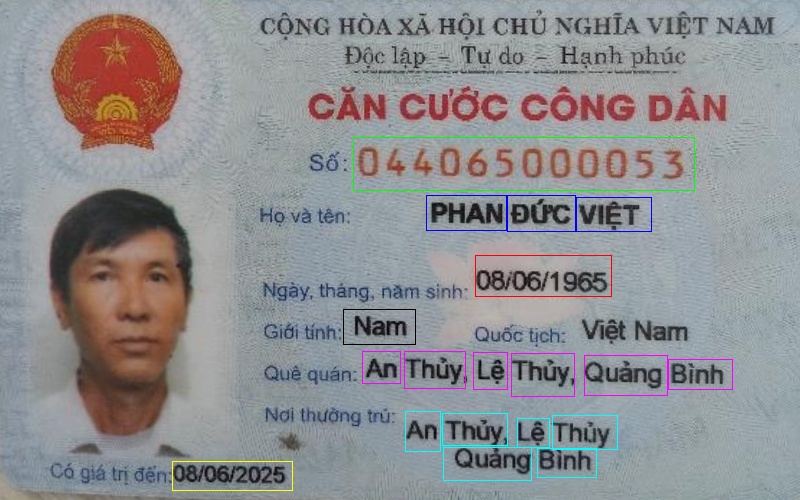 CỘNG HÒA XÃ HỘI CHỦ NGHĨA VIỆT NAM
Độc lập – Tự do – Hạnh phúc
CĂN CƯỚC CÔNG DÂN
Số: 044065000053
Họ và tên: PHAN ĐỨC VIỆT
Ngày, tháng, năm sinh: 08/06/1965
Giới tính: Nam Quốc tịch: Việt Nam
Quê quán: An Thủy, Lệ Thủy, Quảng Bình
Nơi thường trú: An Thủy, Lệ Thủy
Quảng Bình
Có giá trị đến: 08/06/2025